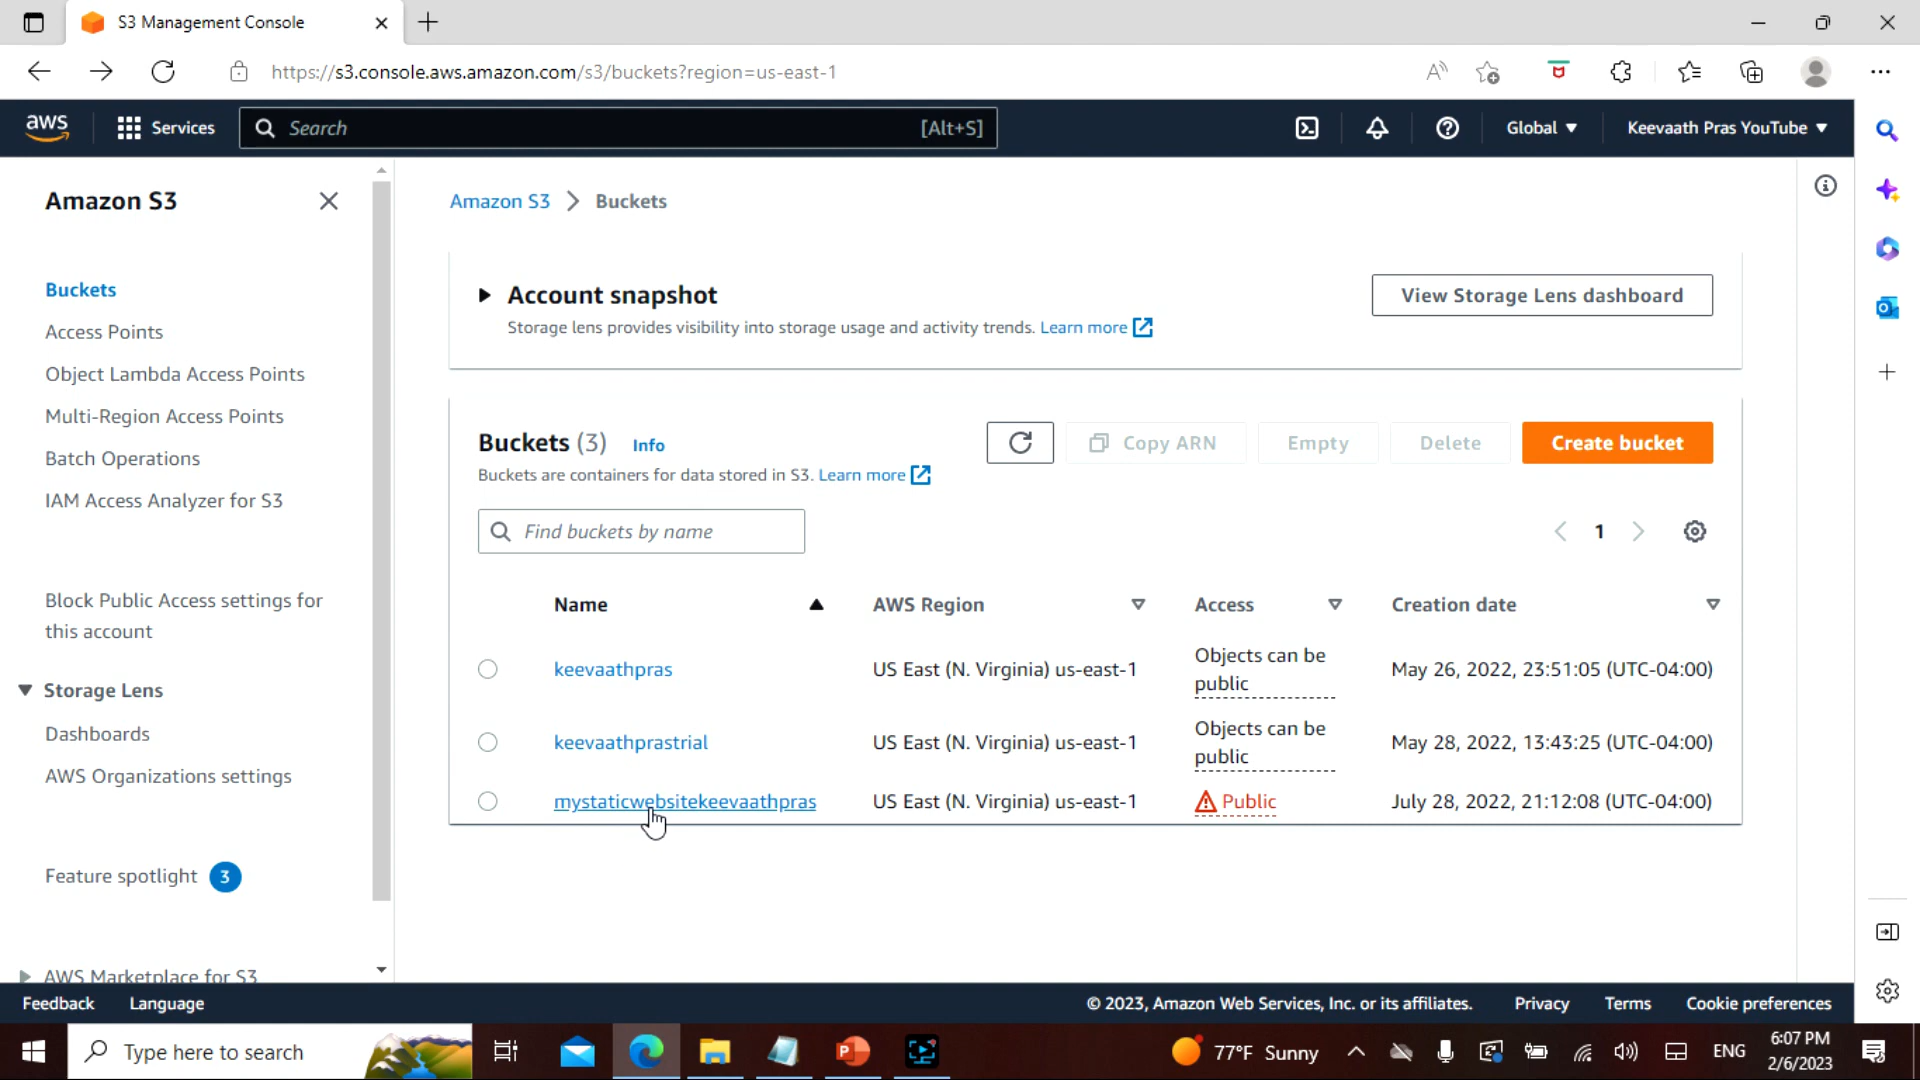 S3 Management Console
https://s3.console.aws.amazon.com/s3/buckets?region=us-east-1
aws
Services
Search
[Alt+S]
Global
Keevaath Pras YouTube
Amazon S3
Buckets
Access Points
Object Lambda Access Points
Multi-Region Access Points
Batch Operations
IAM Access Analyzer for S3
Block Public Access settings for
this account
Storage Lens
Dashboards
AWS Organizations settings
Feature spotlight 3
AWS Marketplace for S3
Amazon S3 > Buckets
Account snapshot
Storage lens provides visibility into storage usage and activity trends. Learn more
View Storage Lens dashboard
Buckets (3) Info
Buckets are containers for data stored in S3. Learn more
Copy ARN
Empty
Delete
Create bucket
Find buckets by name
1
Name AWS Region Access Creation date
keevaathpras US East (N. Virginia) us-east-1 Objects can be public May 26, 2022, 23:51:05 (UTC-04:00)
keevaathprastrial US East (N. Virginia) us-east-1 Objects can be public May 28, 2022, 13:43:25 (UTC-04:00)
mystaticwebsitekeevaathpras US East (N. Virginia) us-east-1 Public July 28, 2022, 21:12:08 (UTC-04:00)
Feedback Language © 2023, Amazon Web Services, Inc. or its affiliates. Privacy Terms Cookie preferences
Type here to search
77°F Sunny
ENG
6:07 PM
2/6/2023